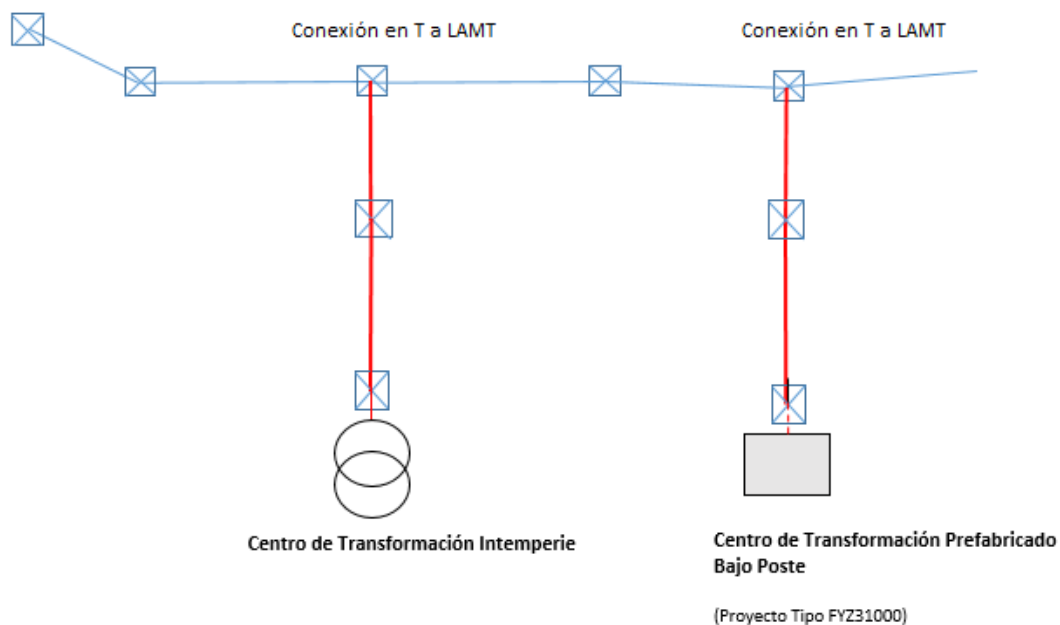 Conexión en T a LAMT
Conexión en T a LAMT
Centro de Transformación Intemperie
Centro de Transformación Prefabricado
Bajo Poste
(Proyecto Tipo FYZ31000)